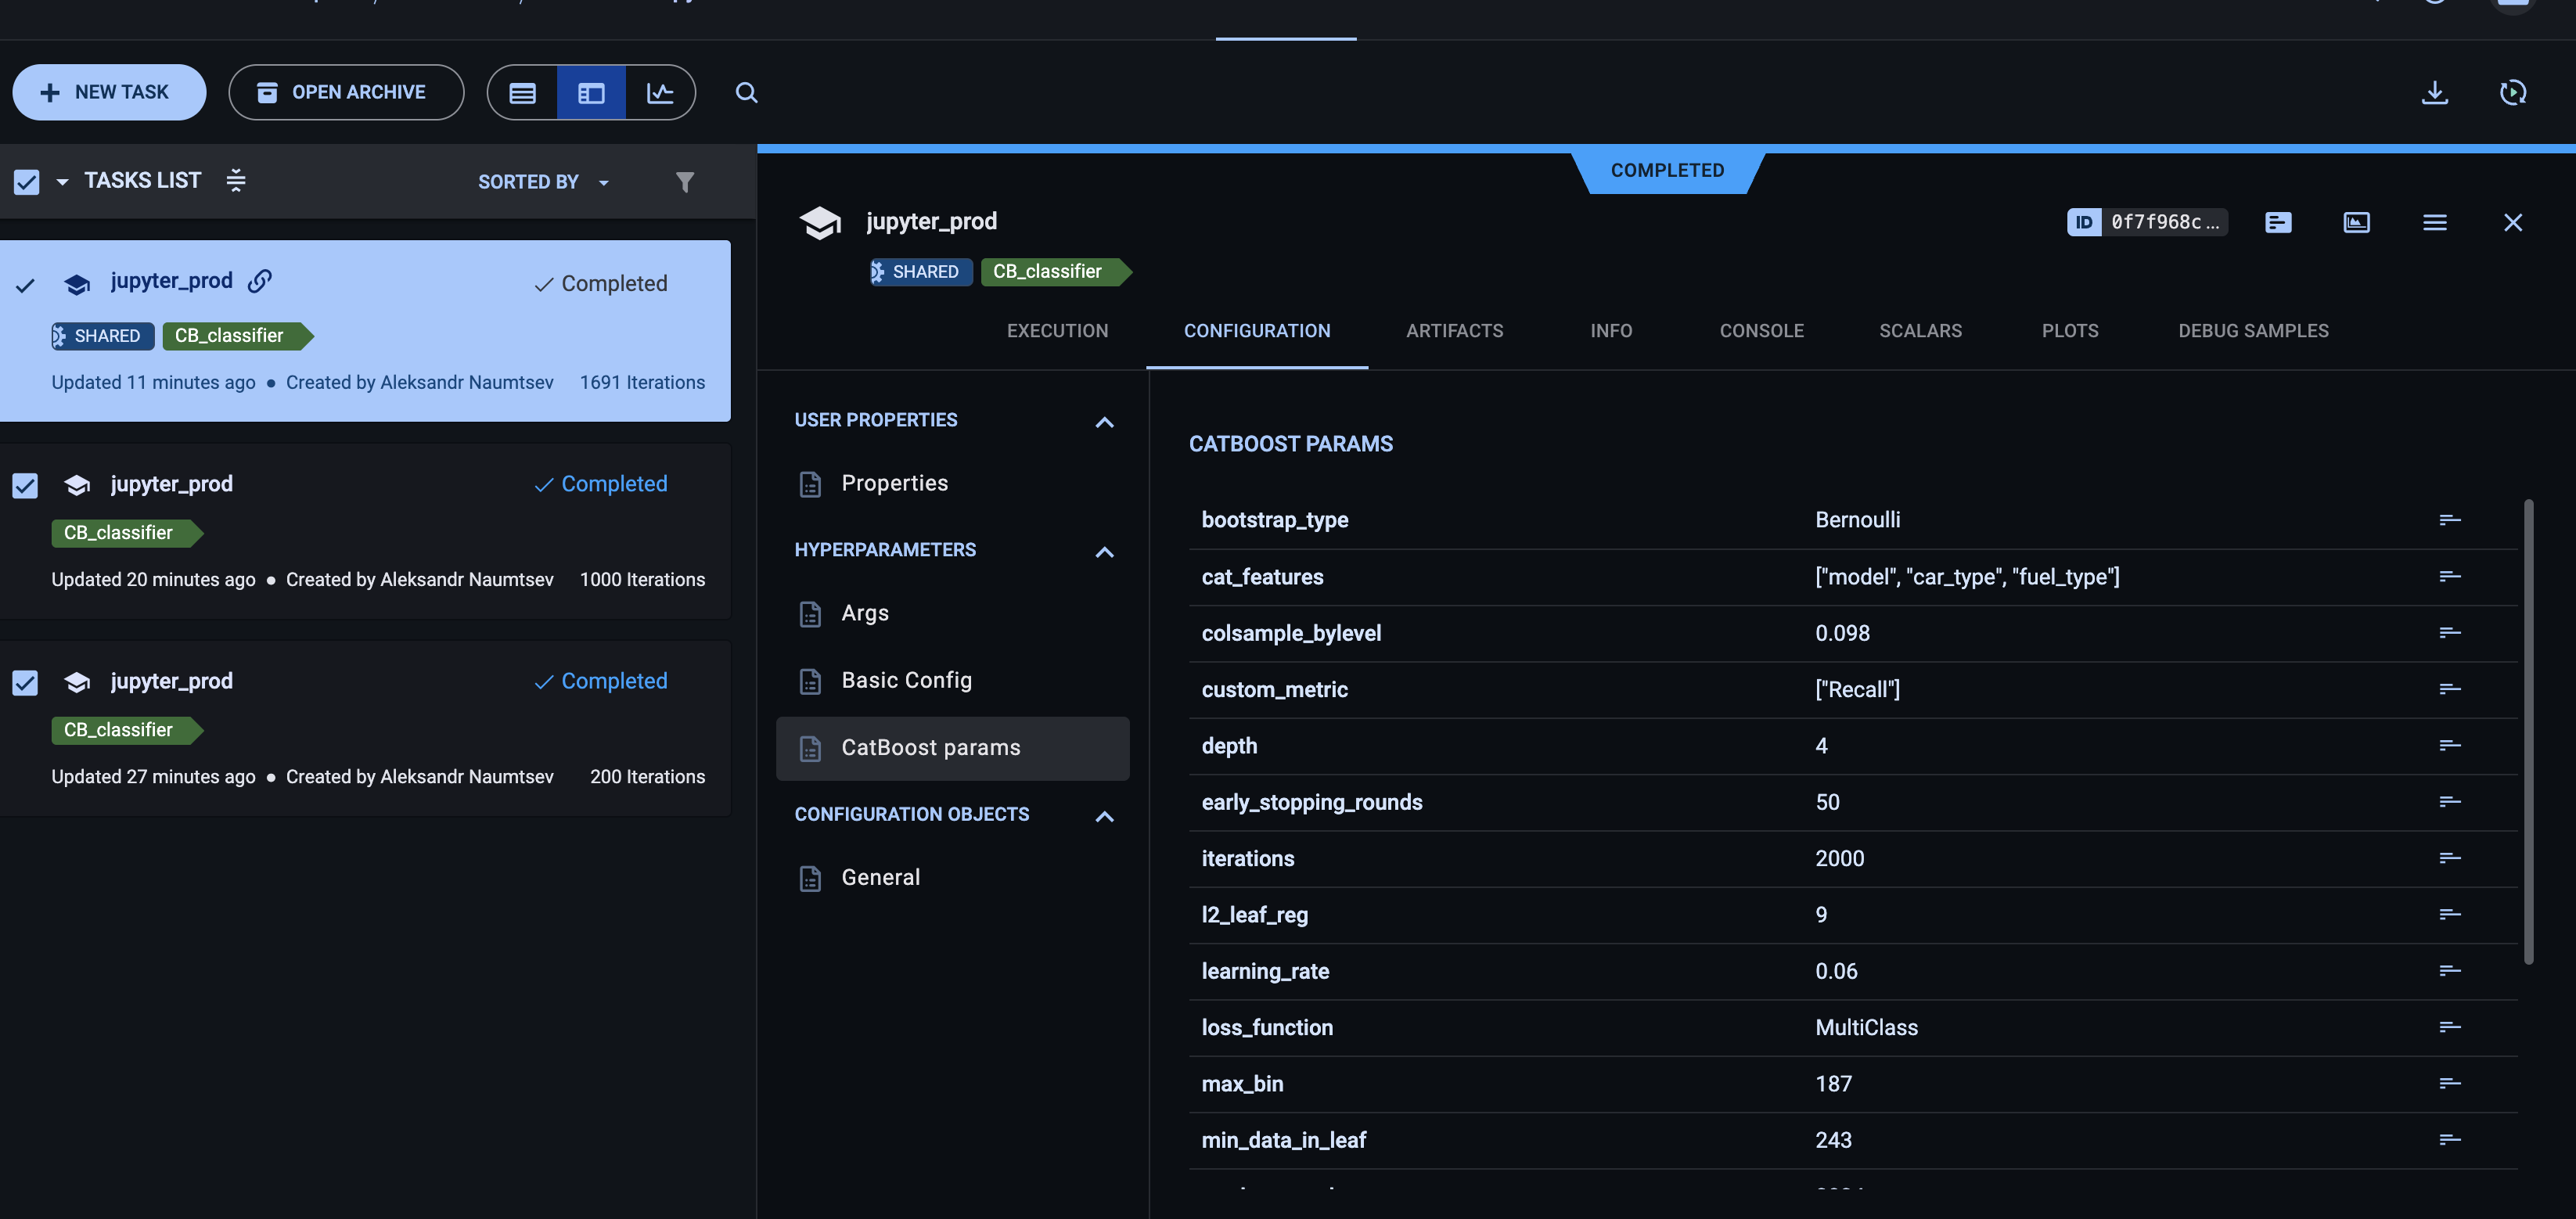 NEW TASK
OPEN ARCHIVE
TASKS LIST
SORTED BY
jupyter_prod
Completed
SHARED
CB_classifier
Updated 11 minutes ago ● Created by Aleksandr Naumtsev 1691 Iterations
jupyter_prod
Completed
CB_classifier
Updated 20 minutes ago ● Created by Aleksandr Naumtsev 1000 Iterations
jupyter_prod
Completed
CB_classifier
Updated 27 minutes ago ● Created by Aleksandr Naumtsev 200 Iterations
COMPLETED
jupyter_prod
ID 0f7f968c...
SHARED
CB_classifier
EXECUTION CONFIGURATION ARTIFACTS INFO CONSOLE SCALARS PLOTS DEBUG SAMPLES
USER PROPERTIES
Properties
HYPERPARAMETERS
Args
Basic Config
CatBoost params
CONFIGURATION OBJECTS
General
CATBOOST PARAMS
bootstrap_type Bernoulli
cat_features ["model", "car_type", "fuel_type"]
colsample_bylevel 0.098
custom_metric ["Recall"]
depth 4
early_stopping_rounds 50
iterations 2000
l2_leaf_reg 9
learning_rate 0.06
loss_function MultiClass
max_bin 187
min_data_in_leaf 243